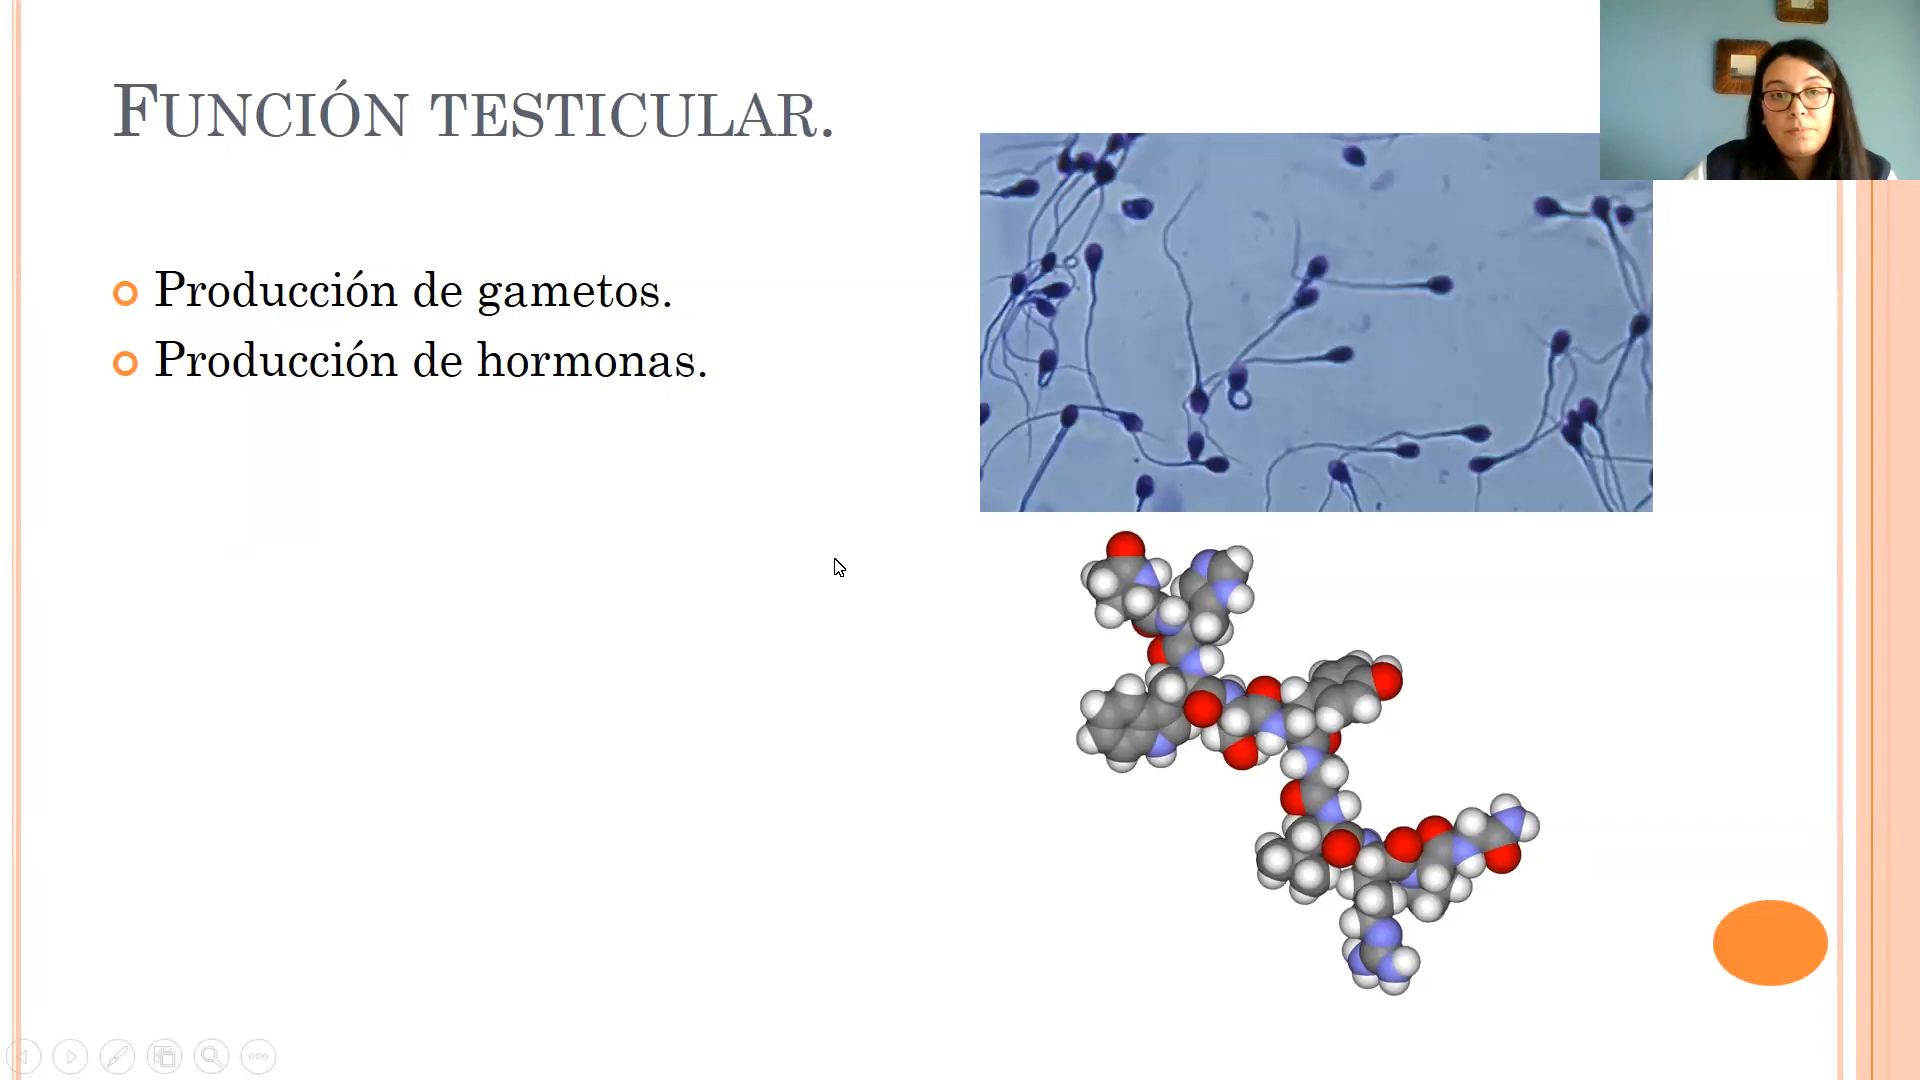 FUNCIÓN TESTICULAR.
Producción de gametos.
Producción de hormonas.